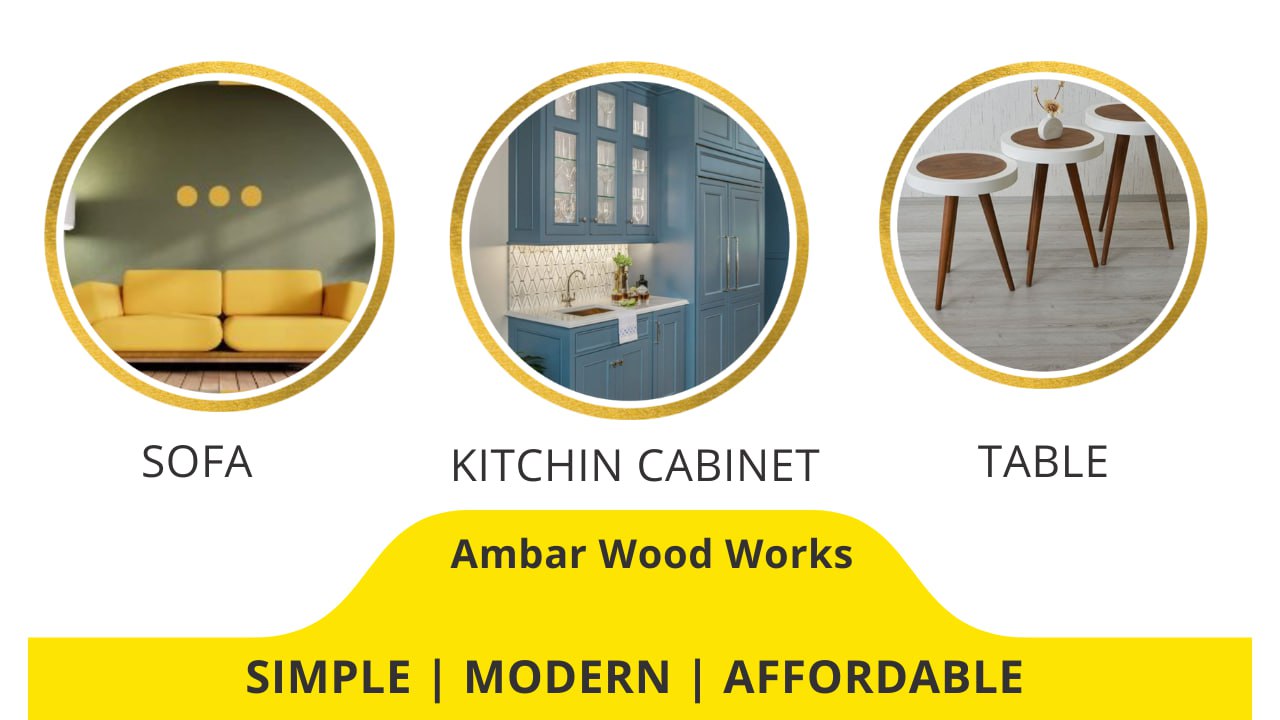 SOFA
KITCHIN CABINET
TABLE
Ambar Wood Works
SIMPLE | MODERN | AFFORDABLE